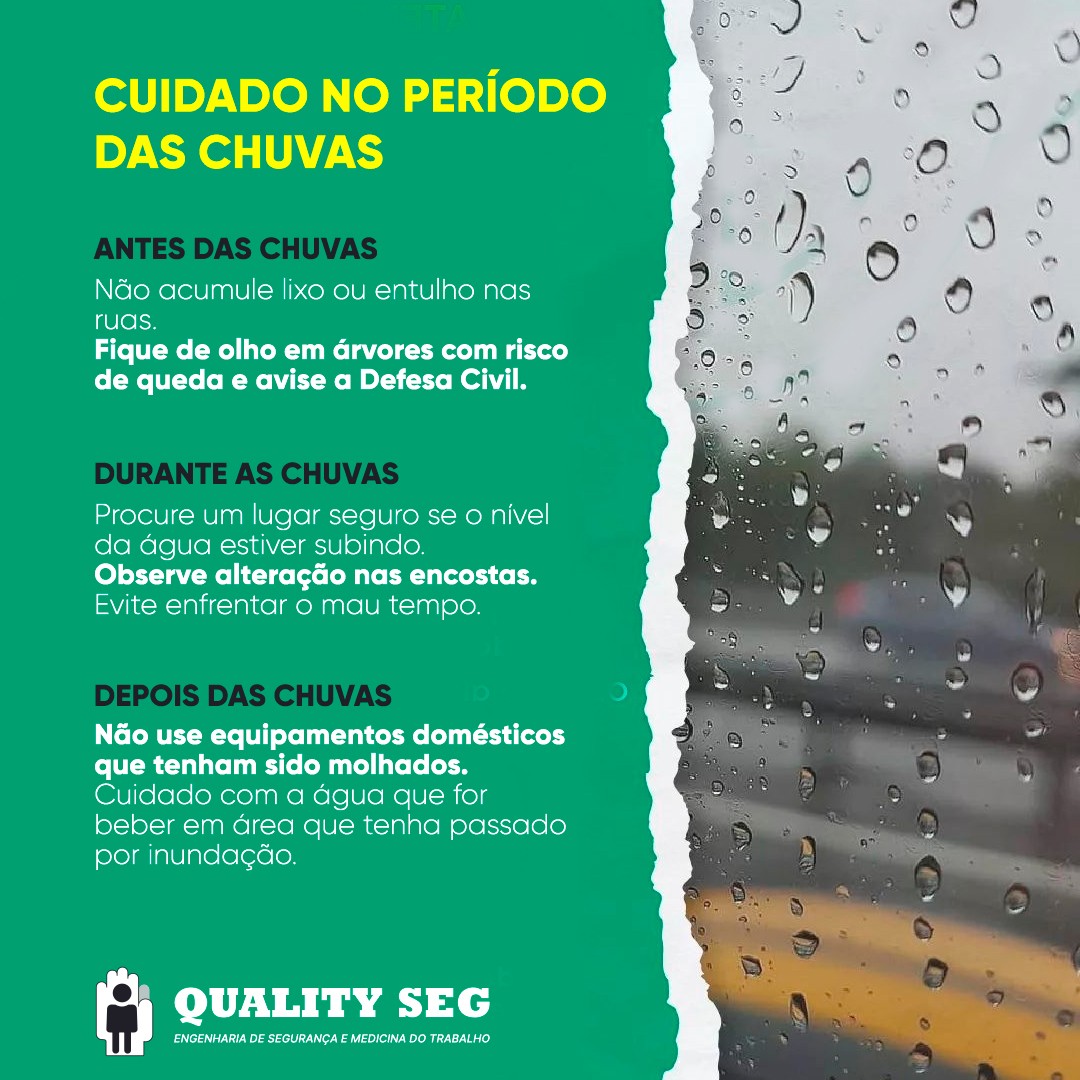 CUIDADO NO PERÍODO
DAS CHUVAS
ANTES DAS CHUVAS
Não acumule lixo ou entulho nas
ruas.
Fique de olho em árvores com risco
de queda e avise a Defesa Civil.
DURANTE AS CHUVAS
Procure um lugar seguro se o nível
da água estiver subindo.
Observe alteração nas encostas.
Evite enfrentar o mau tempo.
DEPOIS DAS CHUVAS
Não use equipamentos domésticos
que tenham sido molhados.
Cuidado com a água que for
beber em área que tenha passado
por inundação.
QUALITY SEG
ENGENHARIA DE SEGURANÇA E MEDICINA DO TRABALHO